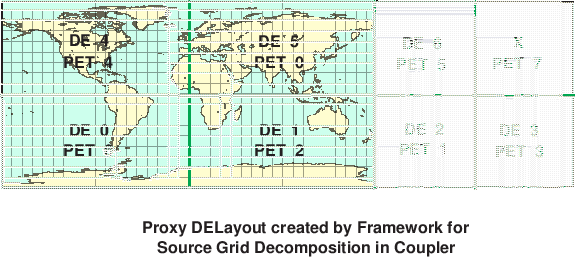 DE 4
PET 4
DE 5
PET 0
DE 6
PET 5
X
PET 7
DE 0
PET
DE 1
PET 2
DE 2
PET 1
DE 3
PET 3
Proxy DELayout created by Framework for
Source Grid Decomposition in Coupler